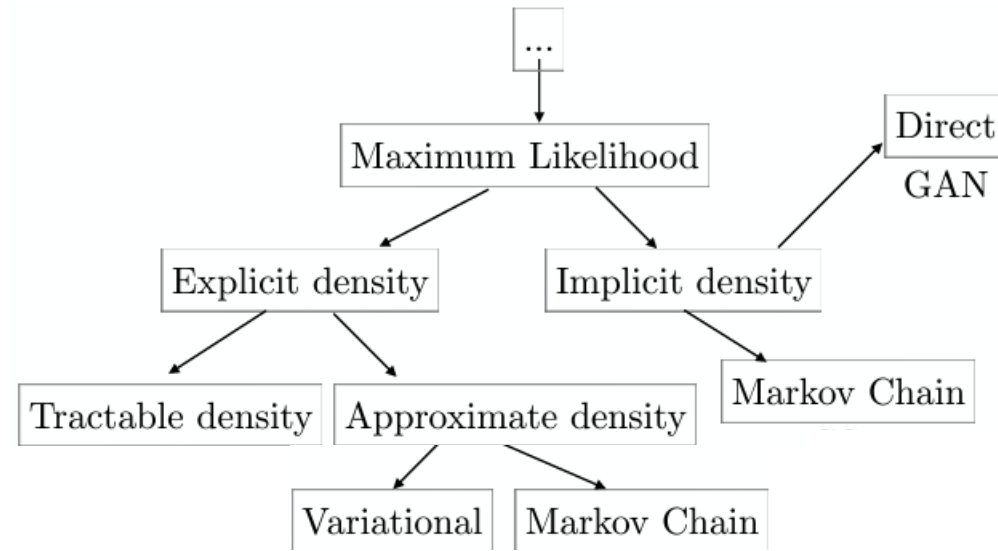 ...
Maximum Likelihood
Direct
GAN
Explicit density
Implicit density
Markov Chain
Tractable density
Approximate density
Variational
Markov Chain